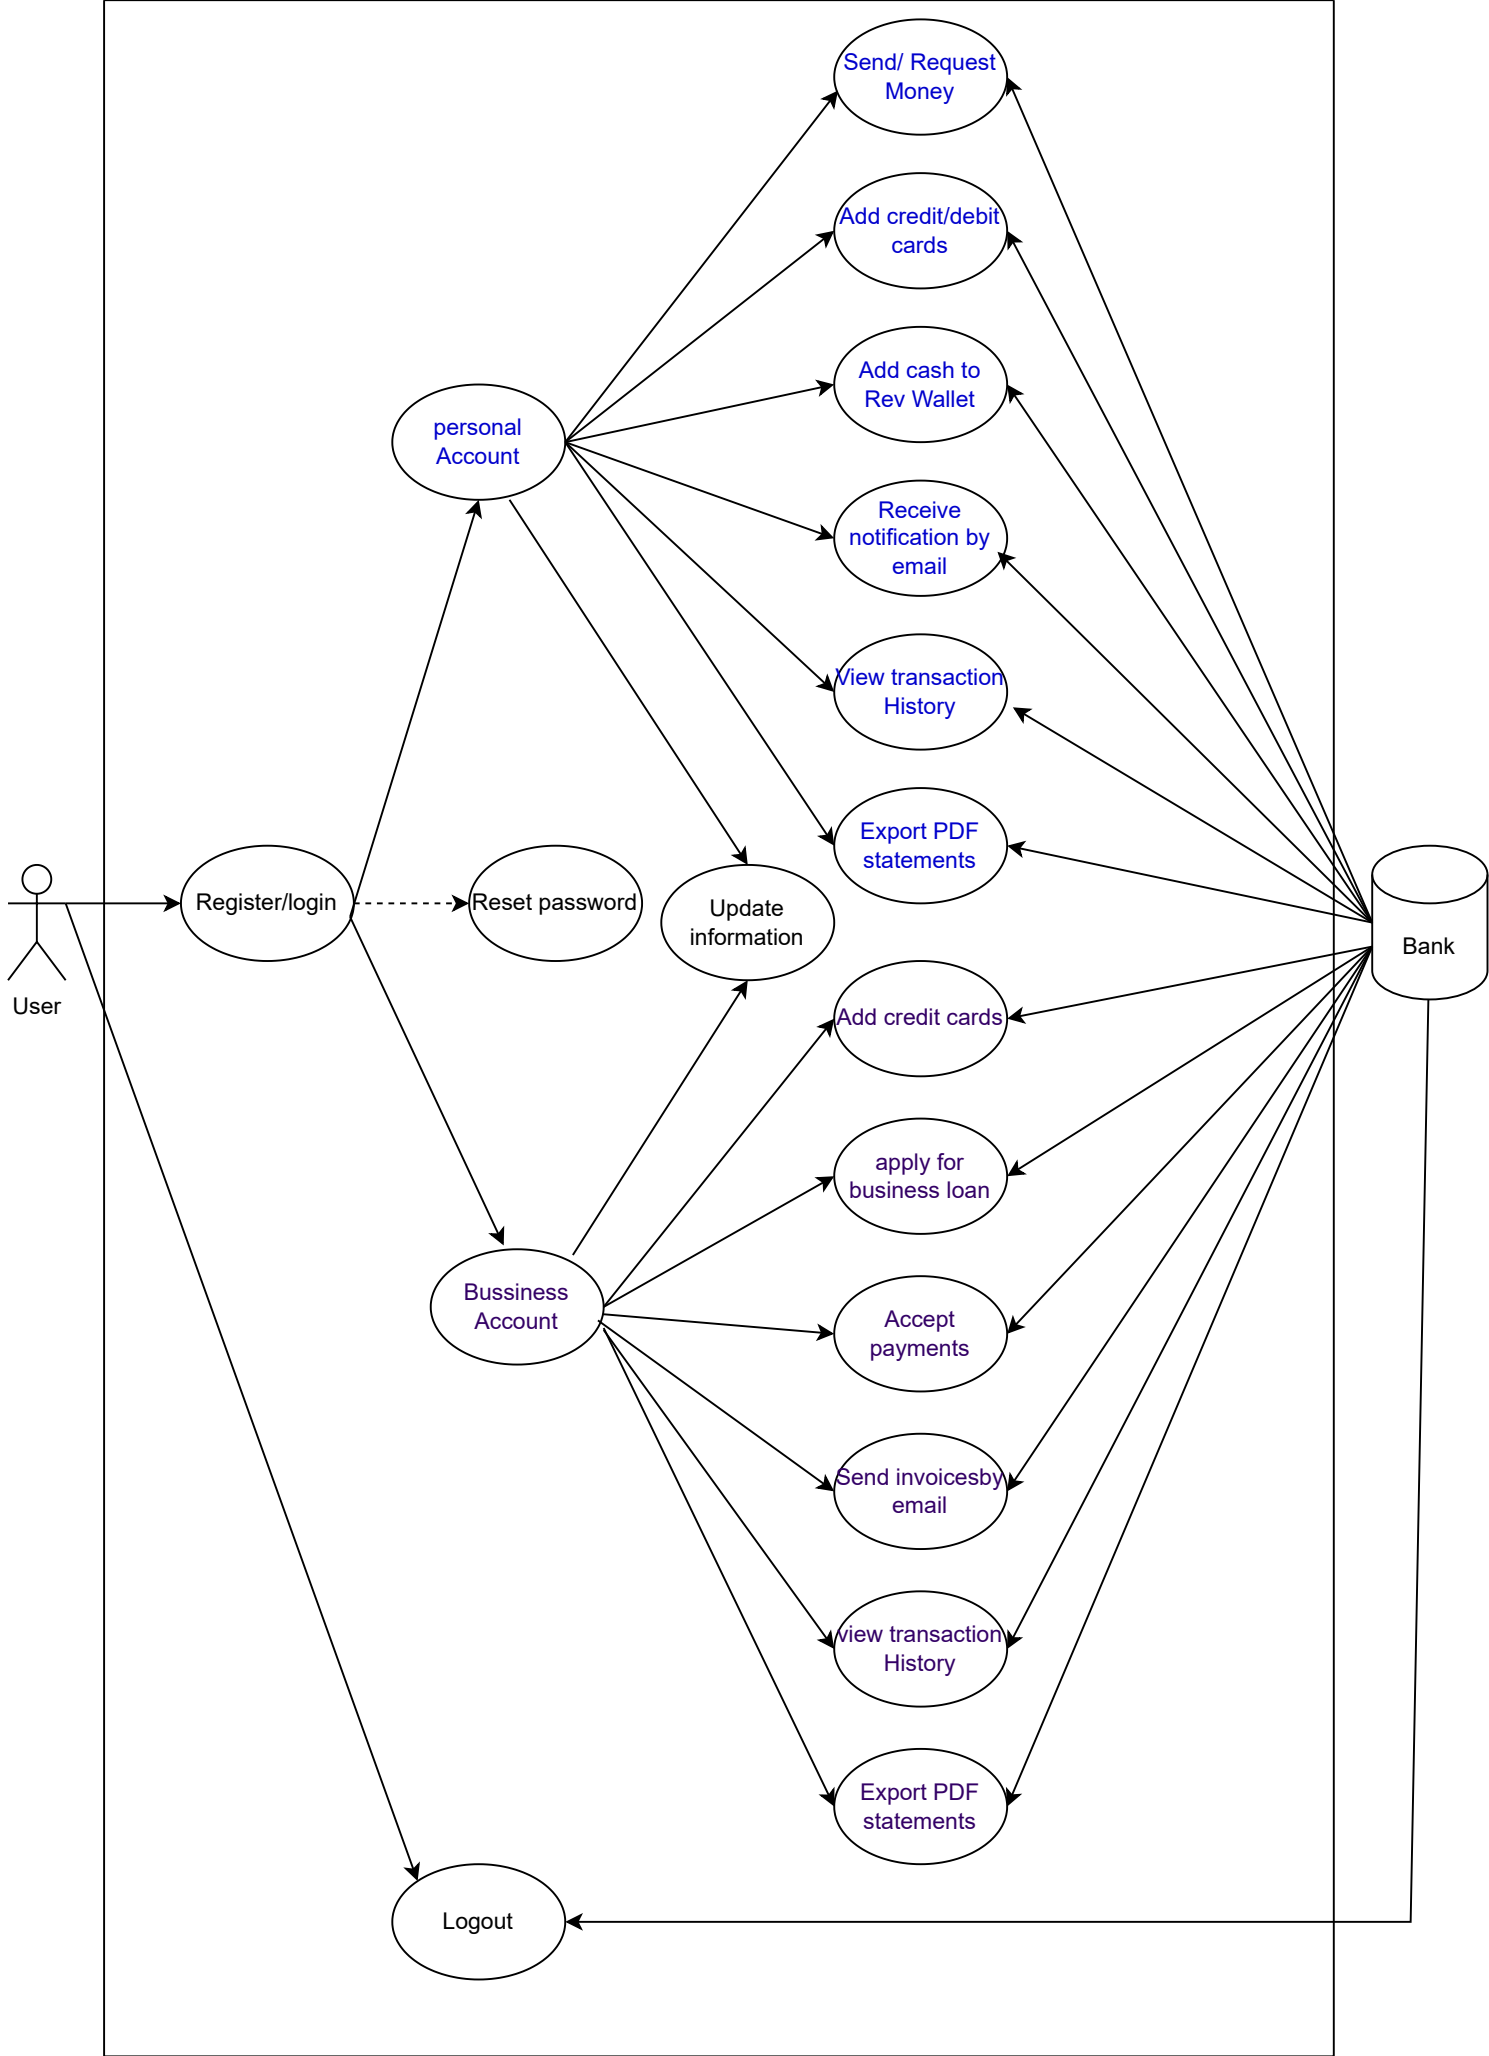 Send/ Request
Money
Add credit/debit
cards
Add cash to
Rev Wallet
personal
Account
Receive
notification by
email
View transaction
History
Export PDF
statements
Register/login
Reset password
Update
information
Bank
User
Add credit cards
apply for
business loan
Bussiness
Account
Accept
payments
Send invoicesby
email
view transaction
History
Export PDF
statements
Logout